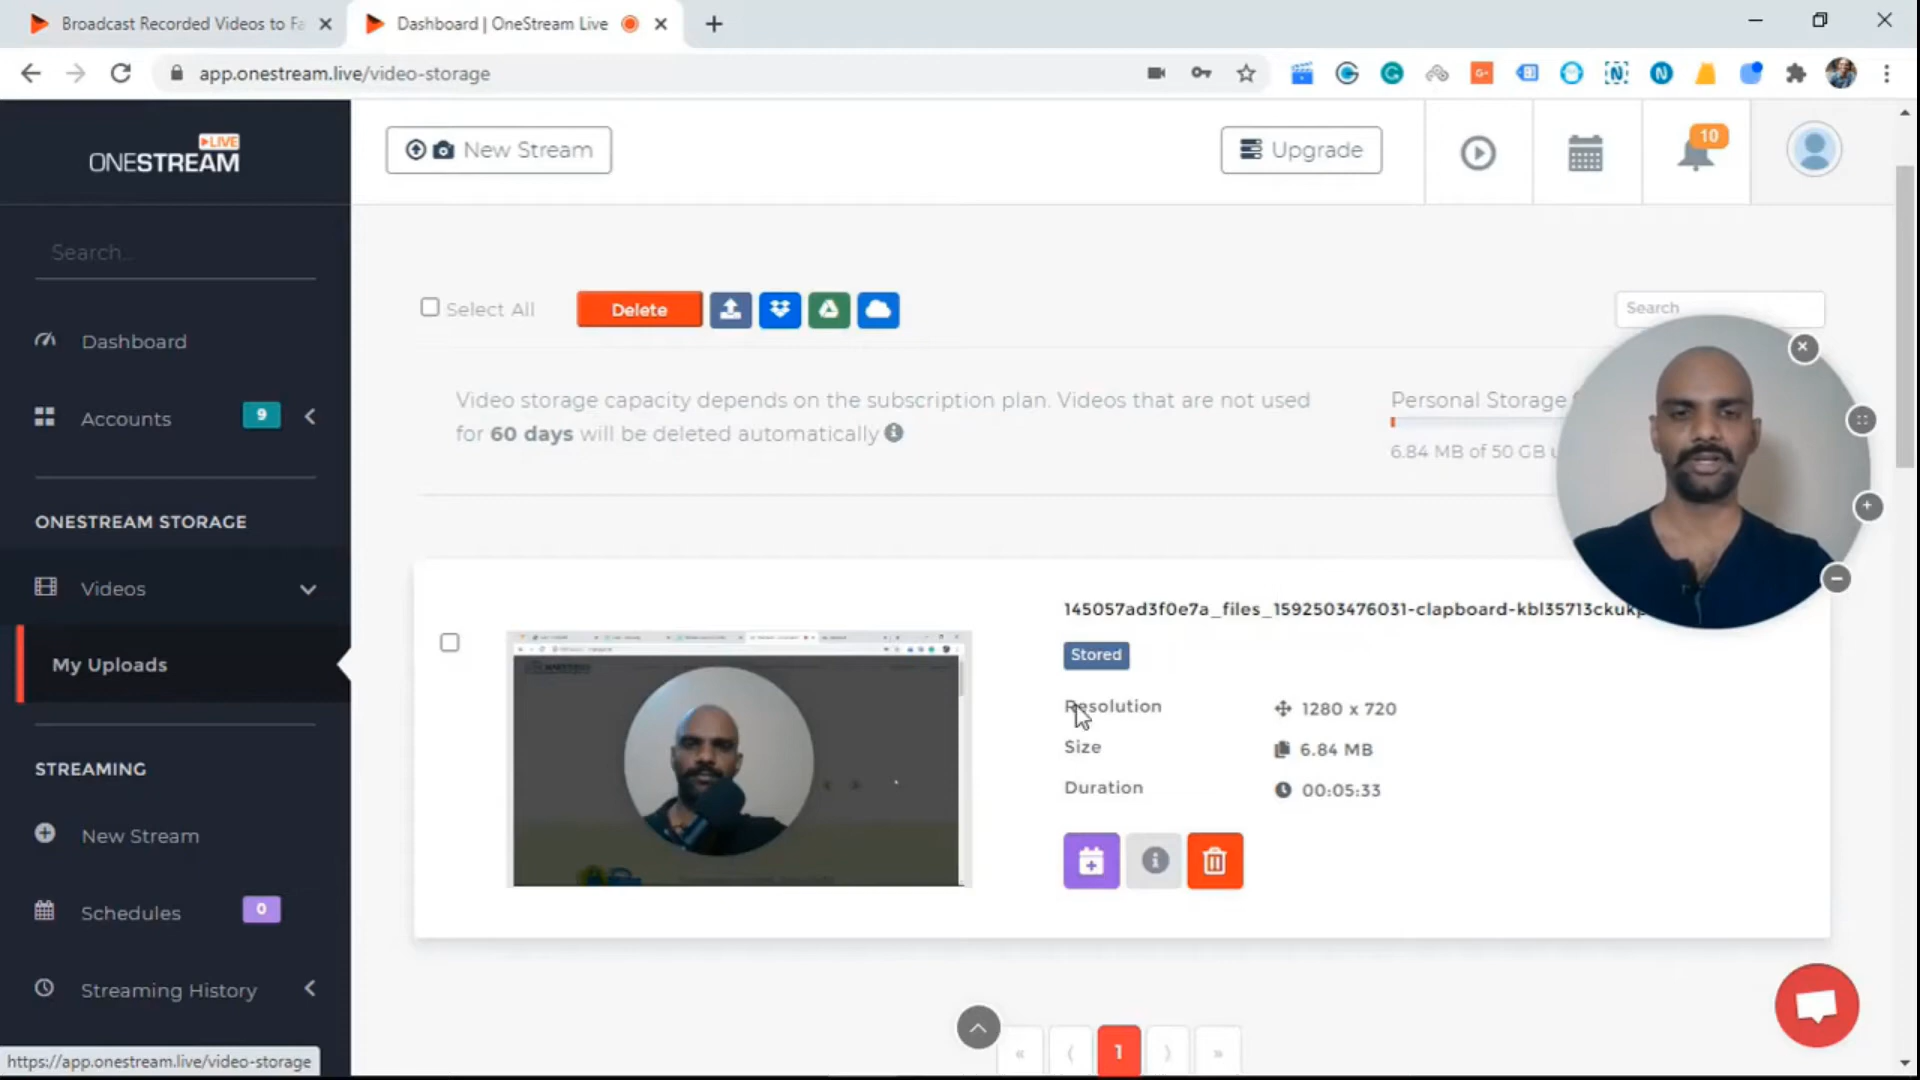 Broadcast Recorded Videos to Fa
Dashboard | OneStream Live
app.onestream.live/video-storage
LIVE
ONESTREAM
New Stream
Upgrade
10
Search...
Select All
Delete
Search
Dashboard
Accounts
9
Video storage capacity depends on the subscription plan. Videos that are not used
for 60 days will be deleted automatically
Personal Storage
6.84 MB of 50 GB
ONESTREAM STORAGE
Videos
My Uploads
145057ad3f0e7a_files_1592503476031-clapboard-kbl35713ckuk
Stored
Resolution
1280 x 720
Size
6.84 MB
Duration
00:05:33
STREAMING
New Stream
Schedules
0
Streaming History
« ⟨ 1 ⟩ »
https://app.onestream.live/video-storage